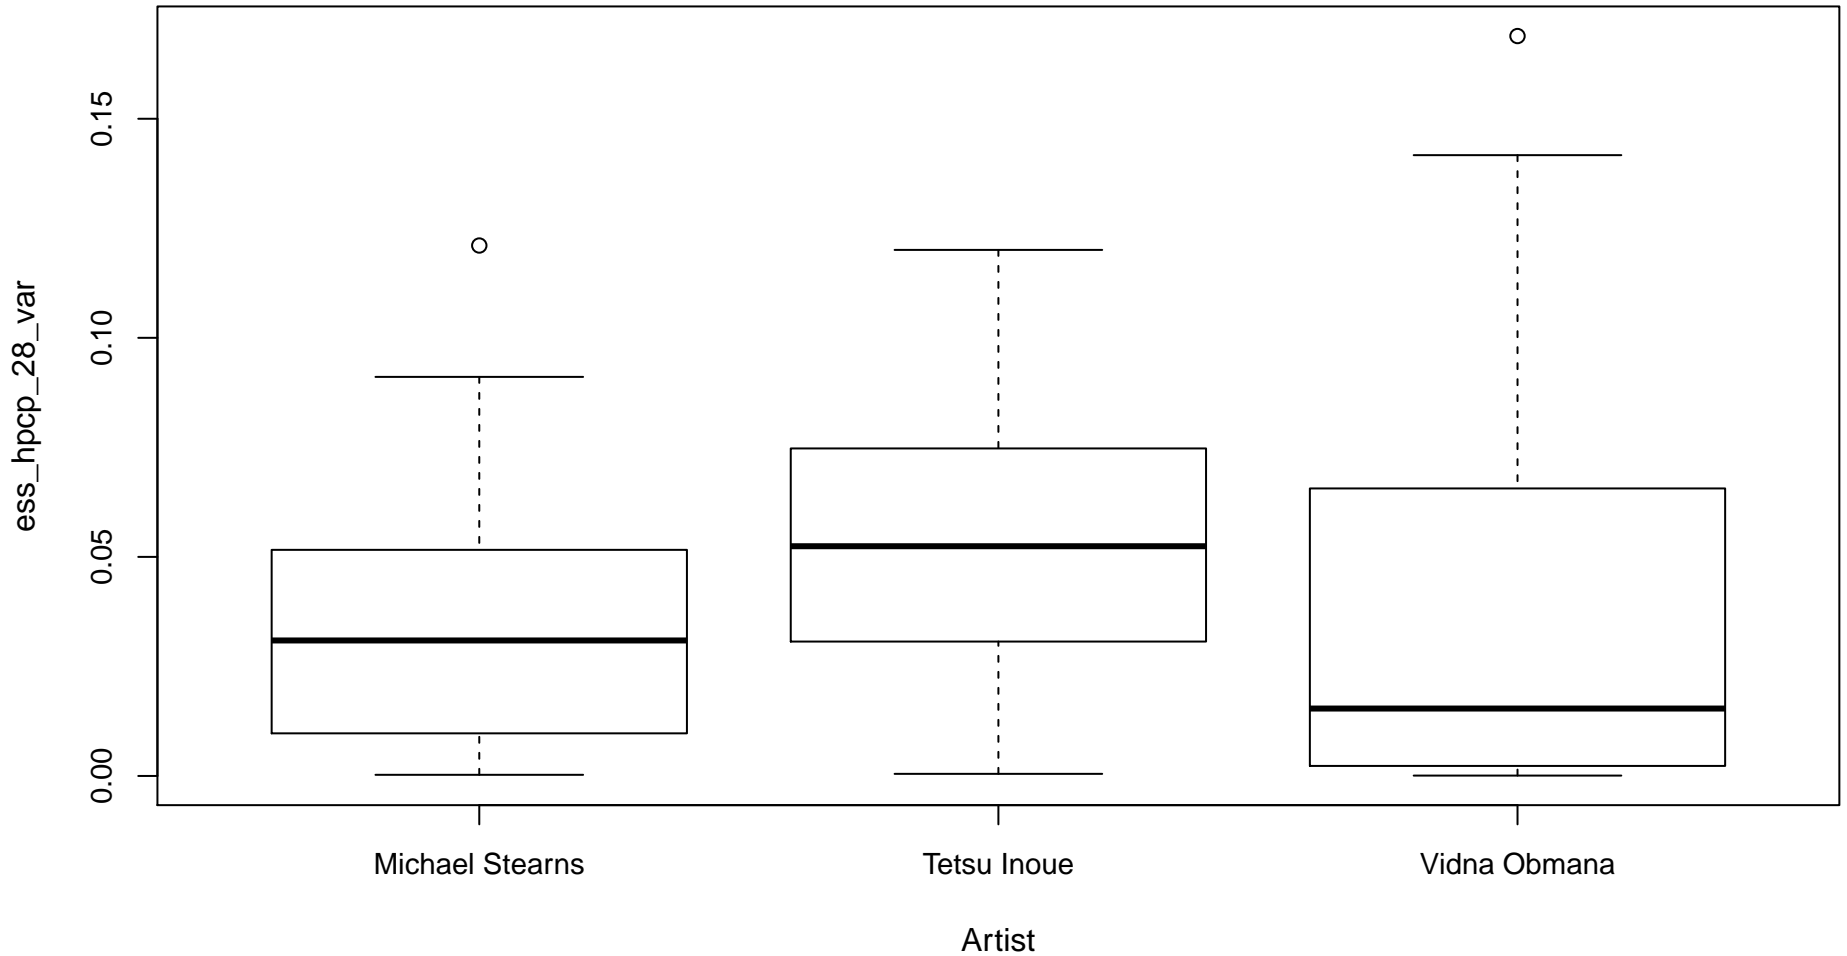 ess_hpcp_28_var
0.15
0.10
0.05
0.00
Michael Stearns
Tetsu Inoue
Vidna Obmana
Artist